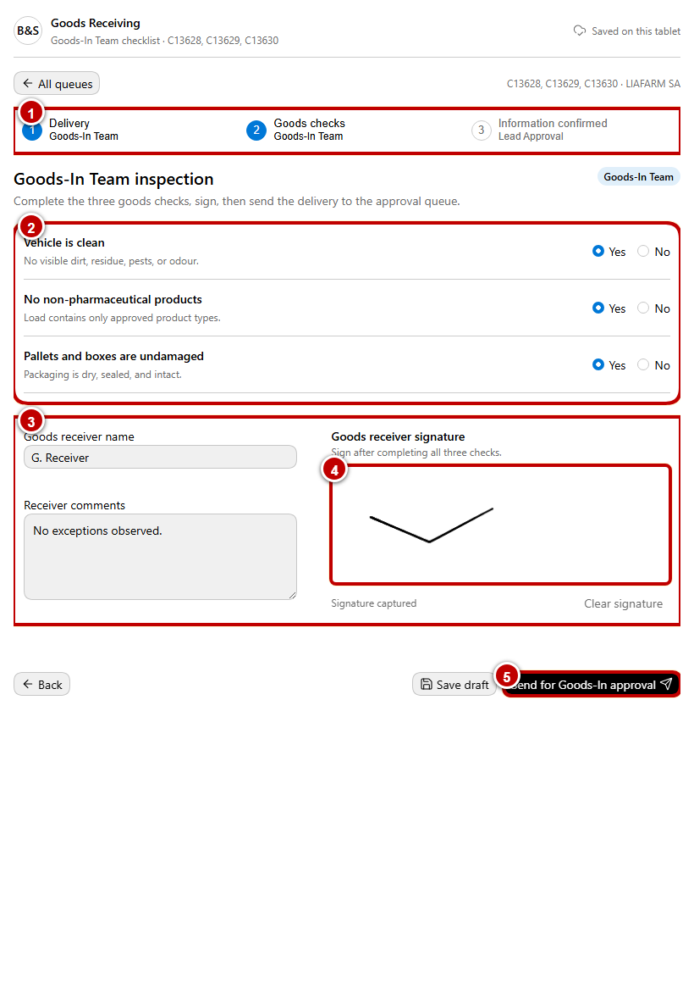 B&S
Goods Receiving
Goods-In Team checklist · C13628, C13629, C13630
Saved on this tablet
← All queues
C13628, C13629, C13630 · LIAFARM SA
1
1
Delivery
Goods-In Team
2
Goods checks
Goods-In Team
3
Information confirmed
Lead Approval
Goods-In Team inspection
Goods-In Team
Complete the three goods checks, sign, then send the delivery to the approval queue.
2
Vehicle is clean
No visible dirt, residue, pests, or odour.
Yes No
No non-pharmaceutical products
Load contains only approved product types.
Yes No
Pallets and boxes are undamaged
Packaging is dry, sealed, and intact.
Yes No
3
Goods receiver name
G. Receiver
Receiver comments
No exceptions observed.
Goods receiver signature
Sign after completing all three checks.
4
Signature captured
Clear signature
← Back
Save draft
5
Send for Goods-In approval